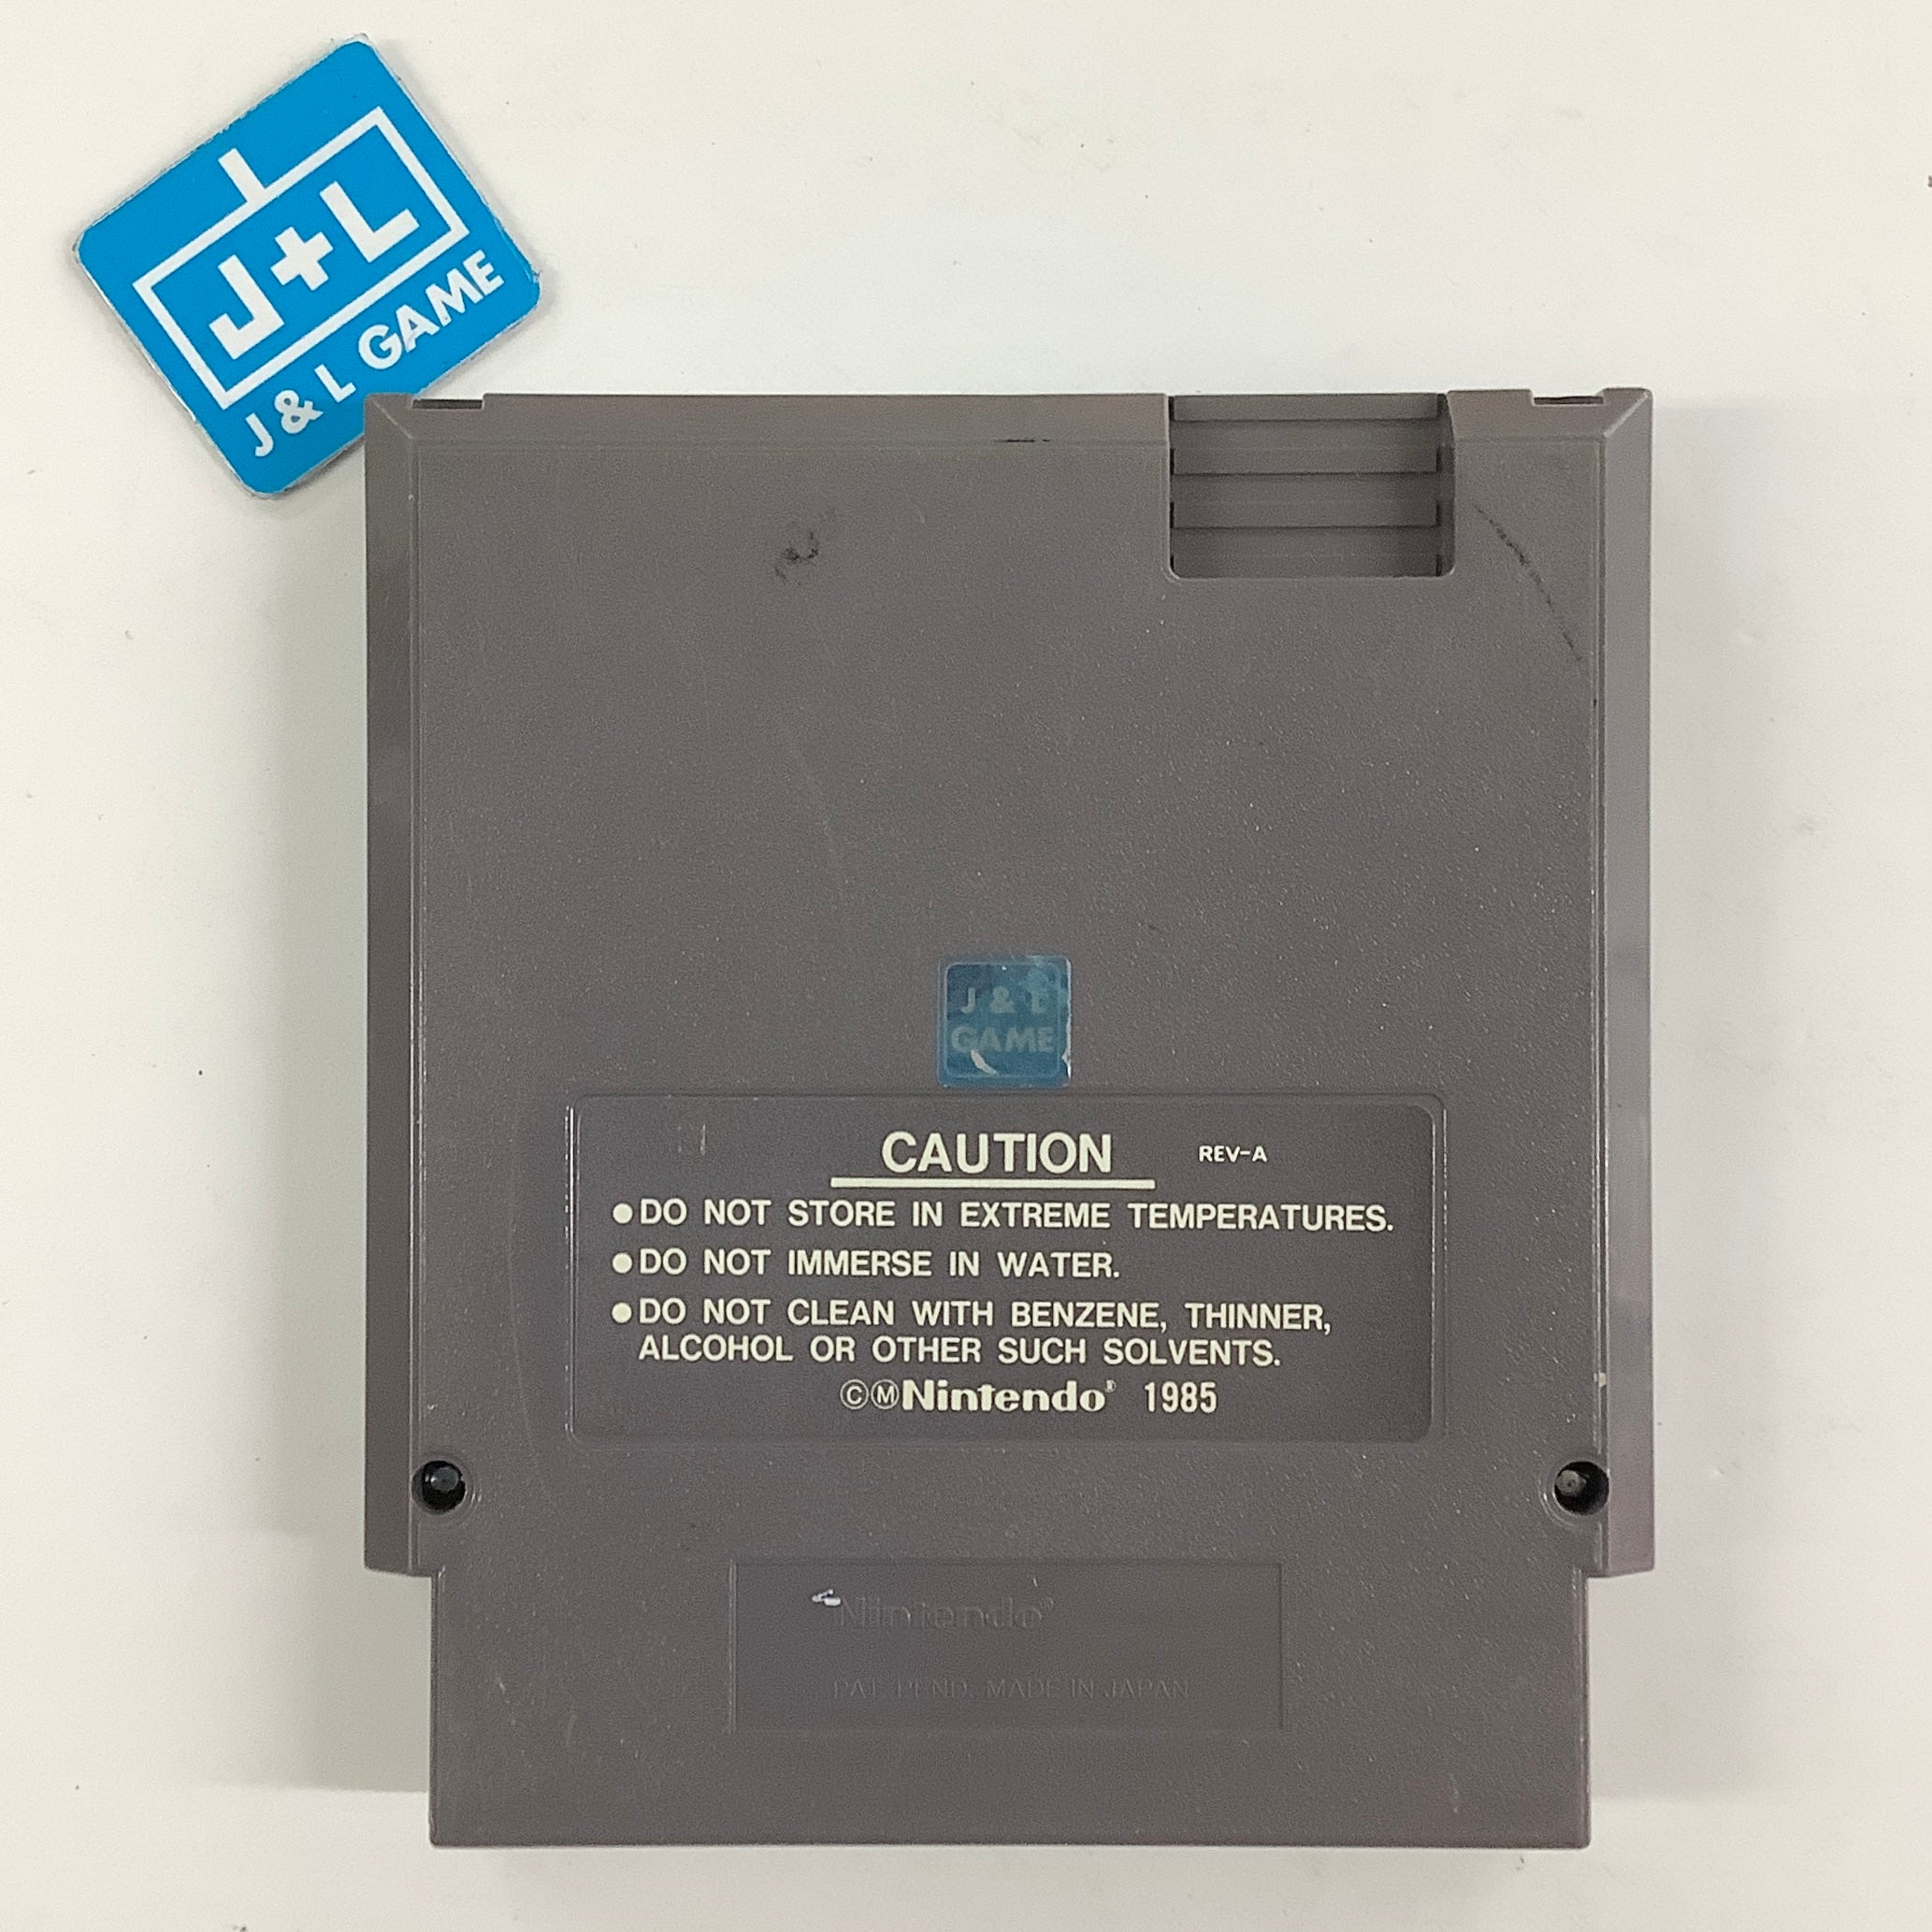 J+L
J & L GAME
J & L
GAME
CAUTION REV-A
●DO NOT STORE IN EXTREME TEMPERATURES.
●DO NOT IMMERSE IN WATER.
●DO NOT CLEAN WITH BENZENE, THINNER,
ALCOHOL OR OTHER SUCH SOLVENTS.
ⒸⓂNintendo® 1985
Nintendo®
PAT. PEND. MADE IN JAPAN